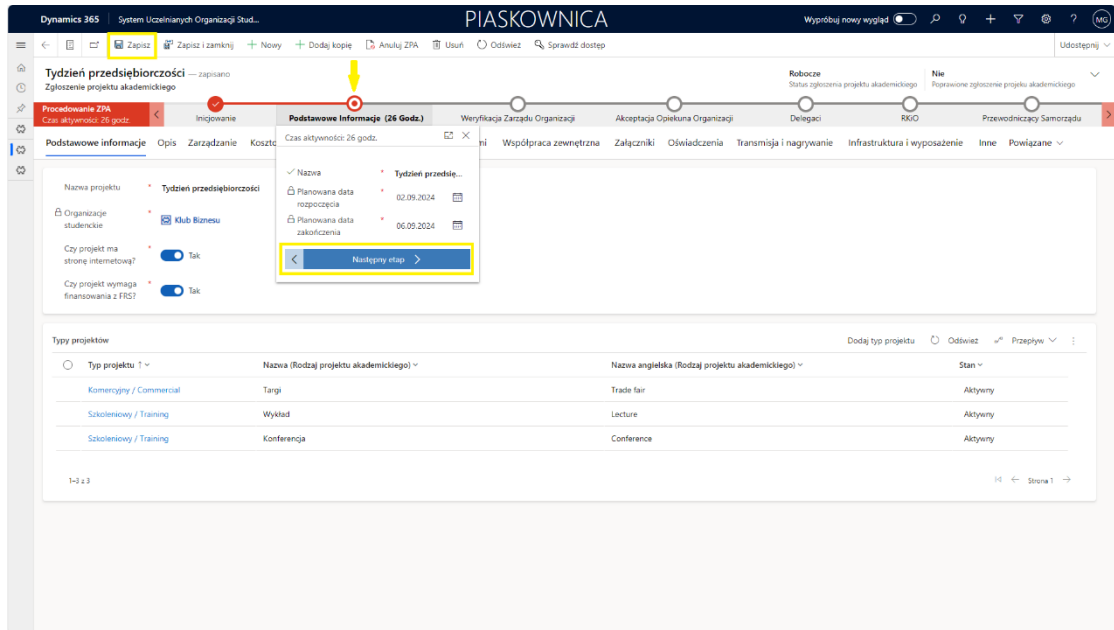 Dynamics 365 System Uczelnianych Organizacji Stud... PIASKOWNICA Wypróbuj nowy wygląd MG
Zapisz Zapisz i zamknij Nowy Dodaj kopię Anuluj ZPA Usuń Odśwież Sprawdź dostęp Udostępnij
Tydzień przedsiębiorczości — zapisano
Zgłoszenie projektu akademickiego
Robocze
Status zgłoszenia projektu akademickiego
Nie
Poprawione zgłoszenie projektu akademickiego
Procedowanie ZPA
Czas aktywności: 26 godz.
Inicjowanie Podstawowe Informacje (26 Godz.) Weryfikacja Zarządu Organizacji Akceptacja Opiekuna Organizacji Delegaci RKiO Przewodniczący Samorządu
Podstawowe informacje Opis Zarządzanie Koszto mi Współpraca zewnętrzna Załączniki Oświadczenia Transmisja i nagrywanie Infrastruktura i wyposażenie Inne Powiązane
Czas aktywności: 26 godz.
Nazwa * Tydzień przedsię...
Planowana data rozpoczęcia * 02.09.2024
Planowana data zakończenia * 06.09.2024
Następny etap
Nazwa projektu * Tydzień przedsiębiorczości
Organizacje studenckie * Klub Biznesu
Czy projekt ma stronę internetową? * Tak
Czy projekt wymaga finansowania z FRS? * Tak
Typy projektów
Dodaj typ projektu Odśwież Przepływ
Typ projektu Nazwa (Rodzaj projektu akademickiego) Nazwa angielska (Rodzaj projektu akademickiego) Stan
Komercyjny / Commercial Targi Trade fair Aktywny
Szkoleniowy / Training Wykład Lecture Aktywny
Szkoleniowy / Training Konferencja Conference Aktywny
1–3 z 3
Strona 1